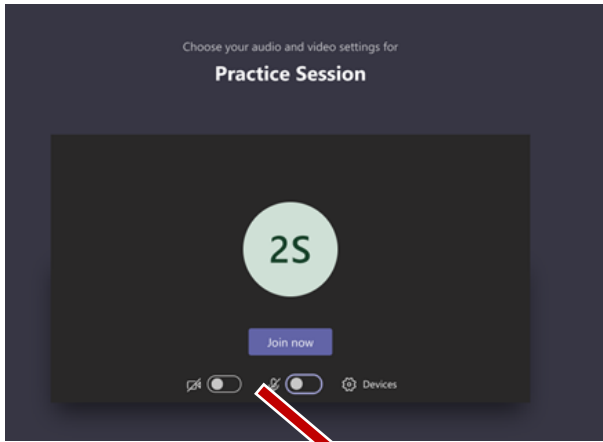 Choose your audio and video settings for
Practice Session
2S
Join now
Devices